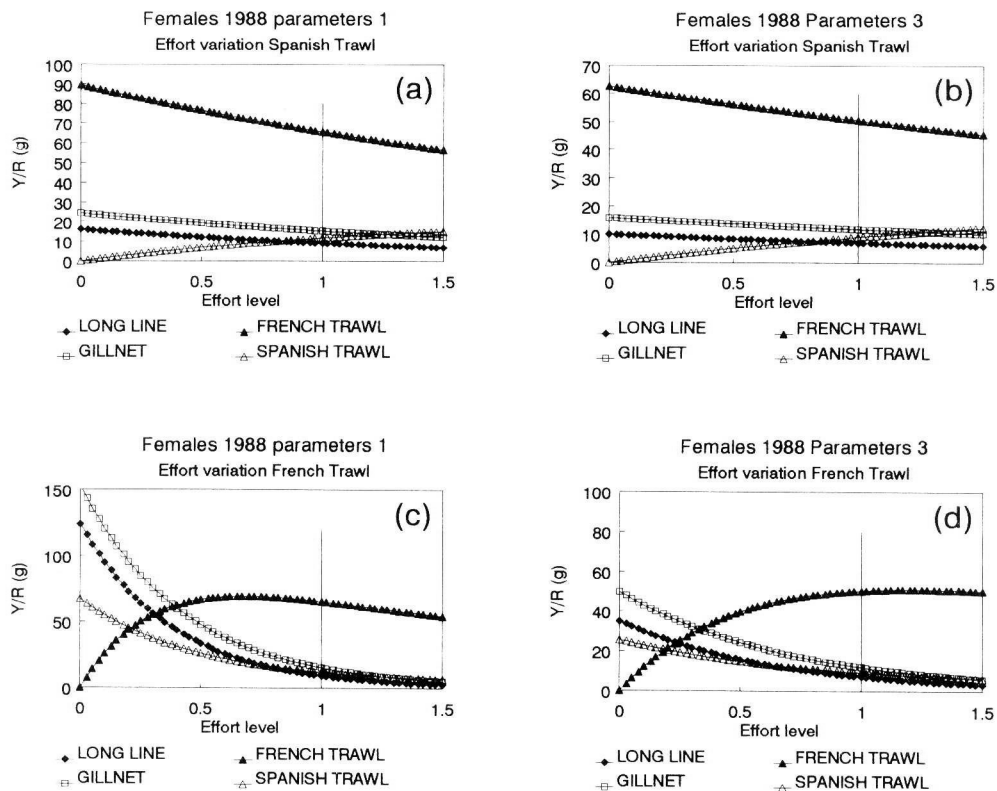 Females 1988 parameters 1
Effort variation Spanish Trawl
(a)
Y/R (g)
100
90
80
70
60
50
40
30
20
10
0
0 0.5 1 1.5
Effort level
LONG LINE FRENCH TRAWL
GILLNET SPANISH TRAWL
Females 1988 Parameters 3
Effort variation Spanish Trawl
(b)
Y/R (g)
70
60
50
40
30
20
10
0
0 0.5 1 1.5
Effort level
LONG LINE FRENCH TRAWL
GILLNET SPANISH TRAWL
Females 1988 parameters 1
Effort variation French Trawl
(c)
Y/R (g)
150
100
50
0
0 0.5 1 1.5
Effort level
LONG LINE FRENCH TRAWL
GILLNET SPANISH TRAWL
Females 1988 Parameters 3
Effort variation French Trawl
(d)
Y/R (g)
100
80
60
40
20
0
0 0.5 1 1.5
Effort level
LONG LINE FRENCH TRAWL
GILLNET SPANISH TRAWL